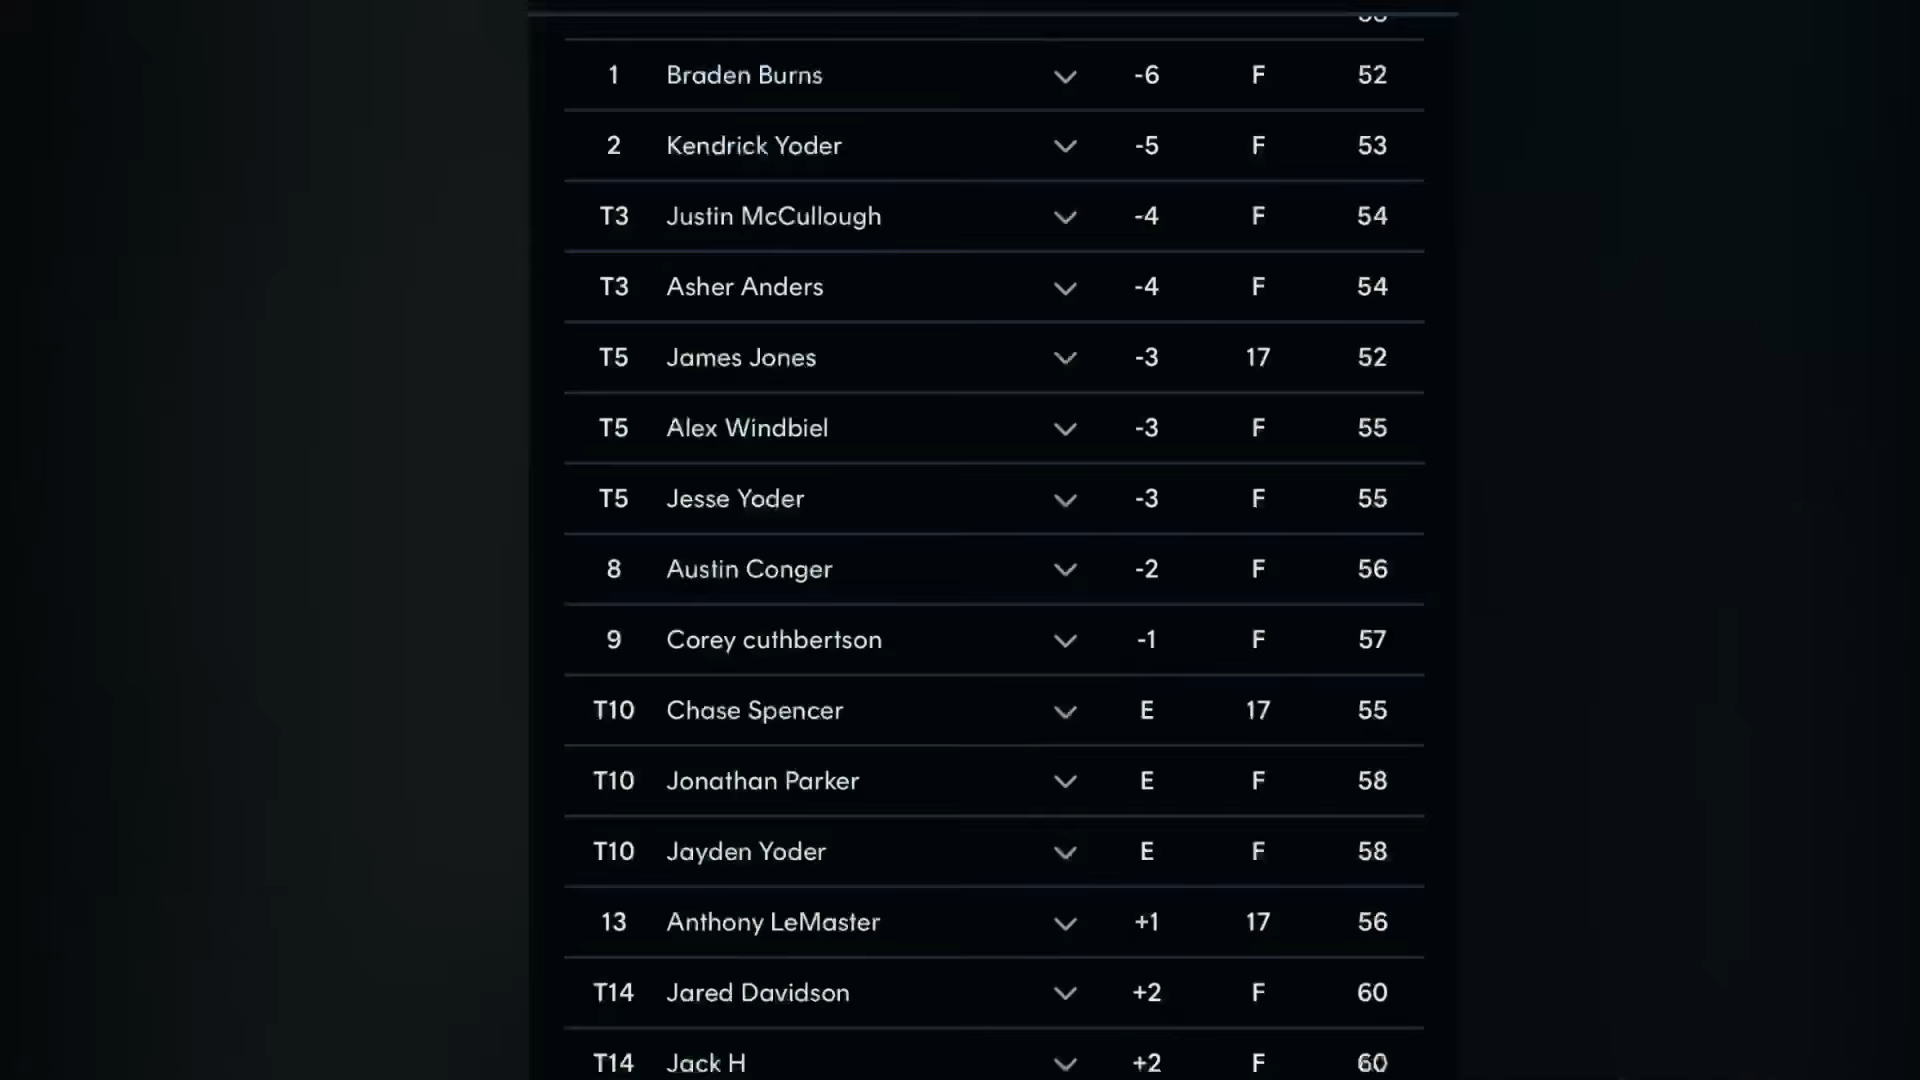 1 Braden Burns -6 F 52
2 Kendrick Yoder -5 F 53
T3 Justin McCullough -4 F 54
T3 Asher Anders -4 F 54
T5 James Jones -3 17 52
T5 Alex Windbiel -3 F 55
T5 Jesse Yoder -3 F 55
8 Austin Conger -2 F 56
9 Corey cuthbertson -1 F 57
T10 Chase Spencer E 17 55
T10 Jonathan Parker E F 58
T10 Jayden Yoder E F 58
13 Anthony LeMaster +1 17 56
T14 Jared Davidson +2 F 60
T14 Jack H +2 F 60